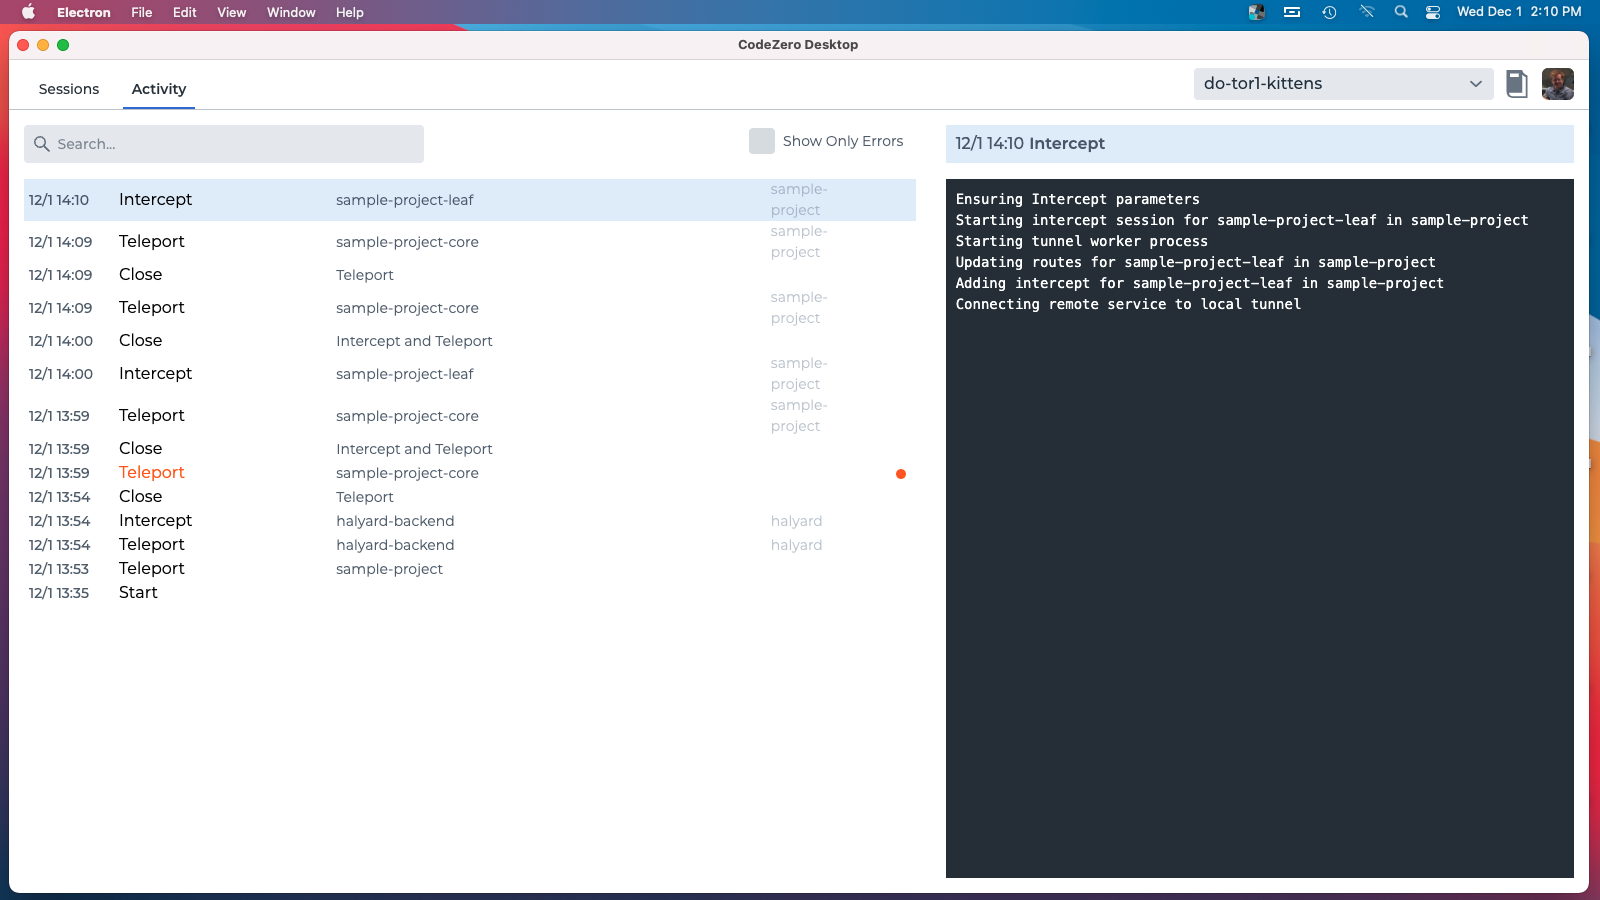 Electron File Edit View Window Help Wed Dec 1 2:10 PM
CodeZero Desktop
Sessions Activity do-tor1-kittens
Search... Show Only Errors
12/1 14:10 Intercept sample-project-leaf sample-
project
12/1 14:09 Teleport sample-project-core sample-
project
12/1 14:09 Close Teleport
12/1 14:09 Teleport sample-project-core sample-
project
12/1 14:00 Close Intercept and Teleport
12/1 14:00 Intercept sample-project-leaf sample-
project
12/1 13:59 Teleport sample-project-core sample-
project
12/1 13:59 Close Intercept and Teleport
12/1 13:59 Teleport sample-project-core
12/1 13:54 Close Teleport
12/1 13:54 Intercept halyard-backend halyard
12/1 13:54 Teleport halyard-backend halyard
12/1 13:53 Teleport sample-project
12/1 13:35 Start
12/1 14:10 Intercept
Ensuring Intercept parameters
Starting intercept session for sample-project-leaf in sample-project
Starting tunnel worker process
Updating routes for sample-project-leaf in sample-project
Adding intercept for sample-project-leaf in sample-project
Connecting remote service to local tunnel